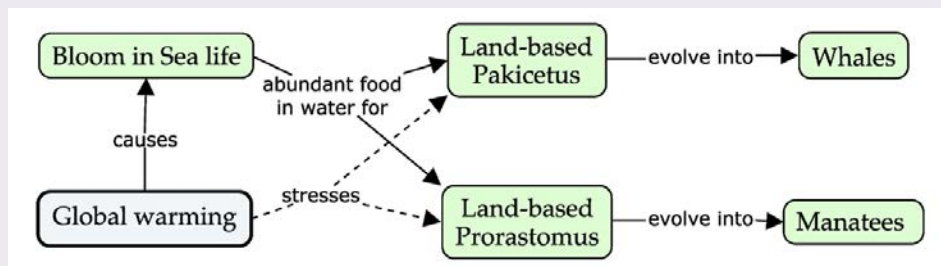 Bloom in Sea life
causes
Global warming
abundant food
in water for
stresses
Land-based
Pakicetus
evolve into
Whales
Land-based
Prorastomus
evolve into
Manatees